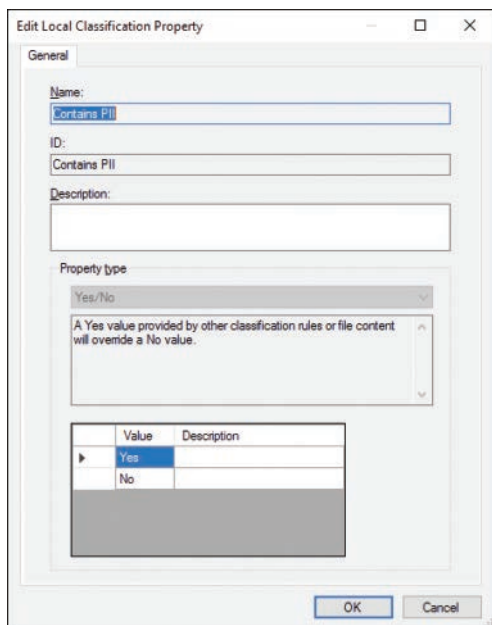 Edit Local Classification Property
General
Name:
Contains PII
ID:
Contains PII
Description:
Property type
Yes/No
A Yes value provided by other classification rules or file content
will override a No value.
Value Description
Yes
No
OK Cancel